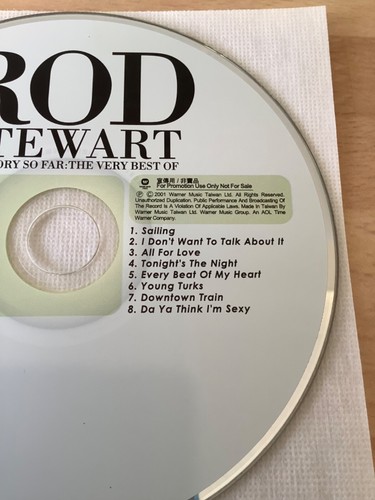 ROD
TEWART
ORY SO FAR:THE VERY BEST OF
宣傳用 / 非賣品
For Promotion Use Only Not For Sale.
℗ © 2001 Warner Music Taiwan Ltd. All Rights Reserved.
Unauthorized Duplication, Public Performance And Broadcasting Of
The Record Is A Violation Of Applicable Laws. Made In Taiwan By
Warner Music Taiwan Ltd. Warner Music Group. An AOL Time
Warner Company.
1. Sailing
2. I Don't Want To Talk About It
3. All For Love
4. Tonight's The Night
5. Every Beat Of My Heart
6. Young Turks
7. Downtown Train
8. Da Ya Think I'm Sexy